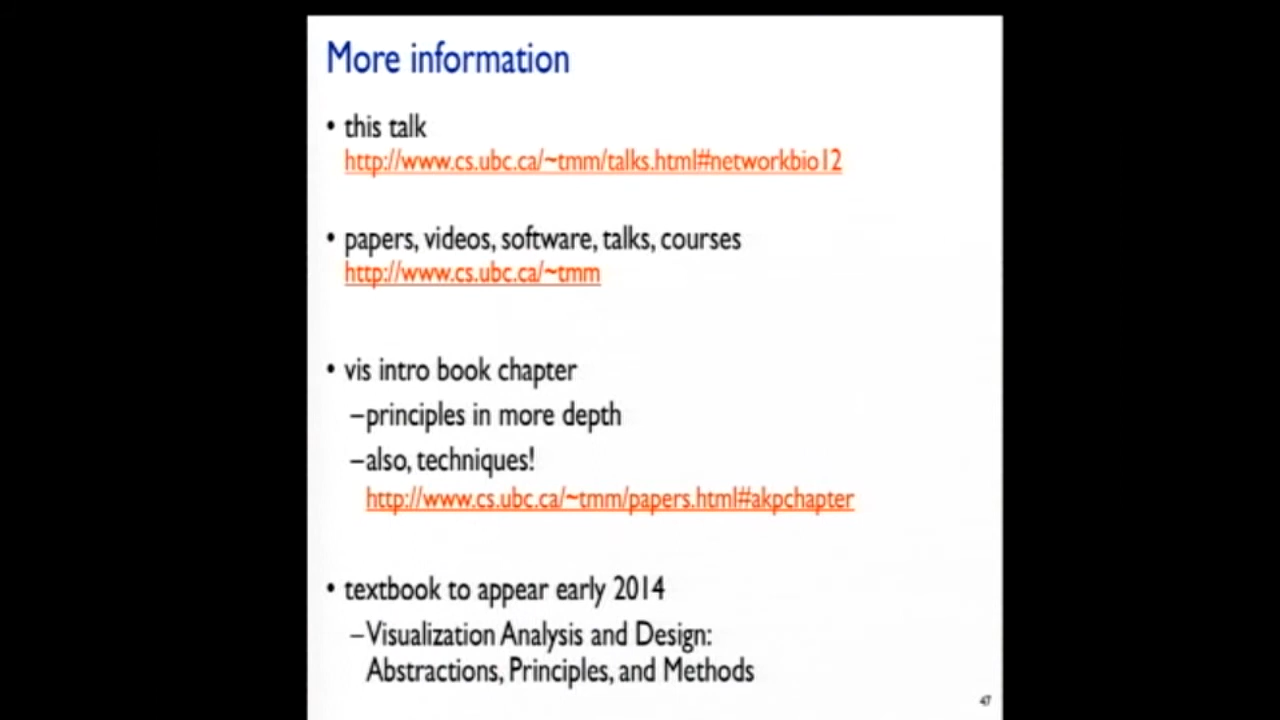 More information
• this talk
http://www.cs.ubc.ca/~tmm/talks.html#networkbio12
• papers, videos, software, talks, courses
http://www.cs.ubc.ca/~tmm
• vis intro book chapter
–principles in more depth
–also, techniques!
http://www.cs.ubc.ca/~tmm/papers.html#akpchapter
• textbook to appear early 2014
–Visualization Analysis and Design:
Abstractions, Principles, and Methods
47